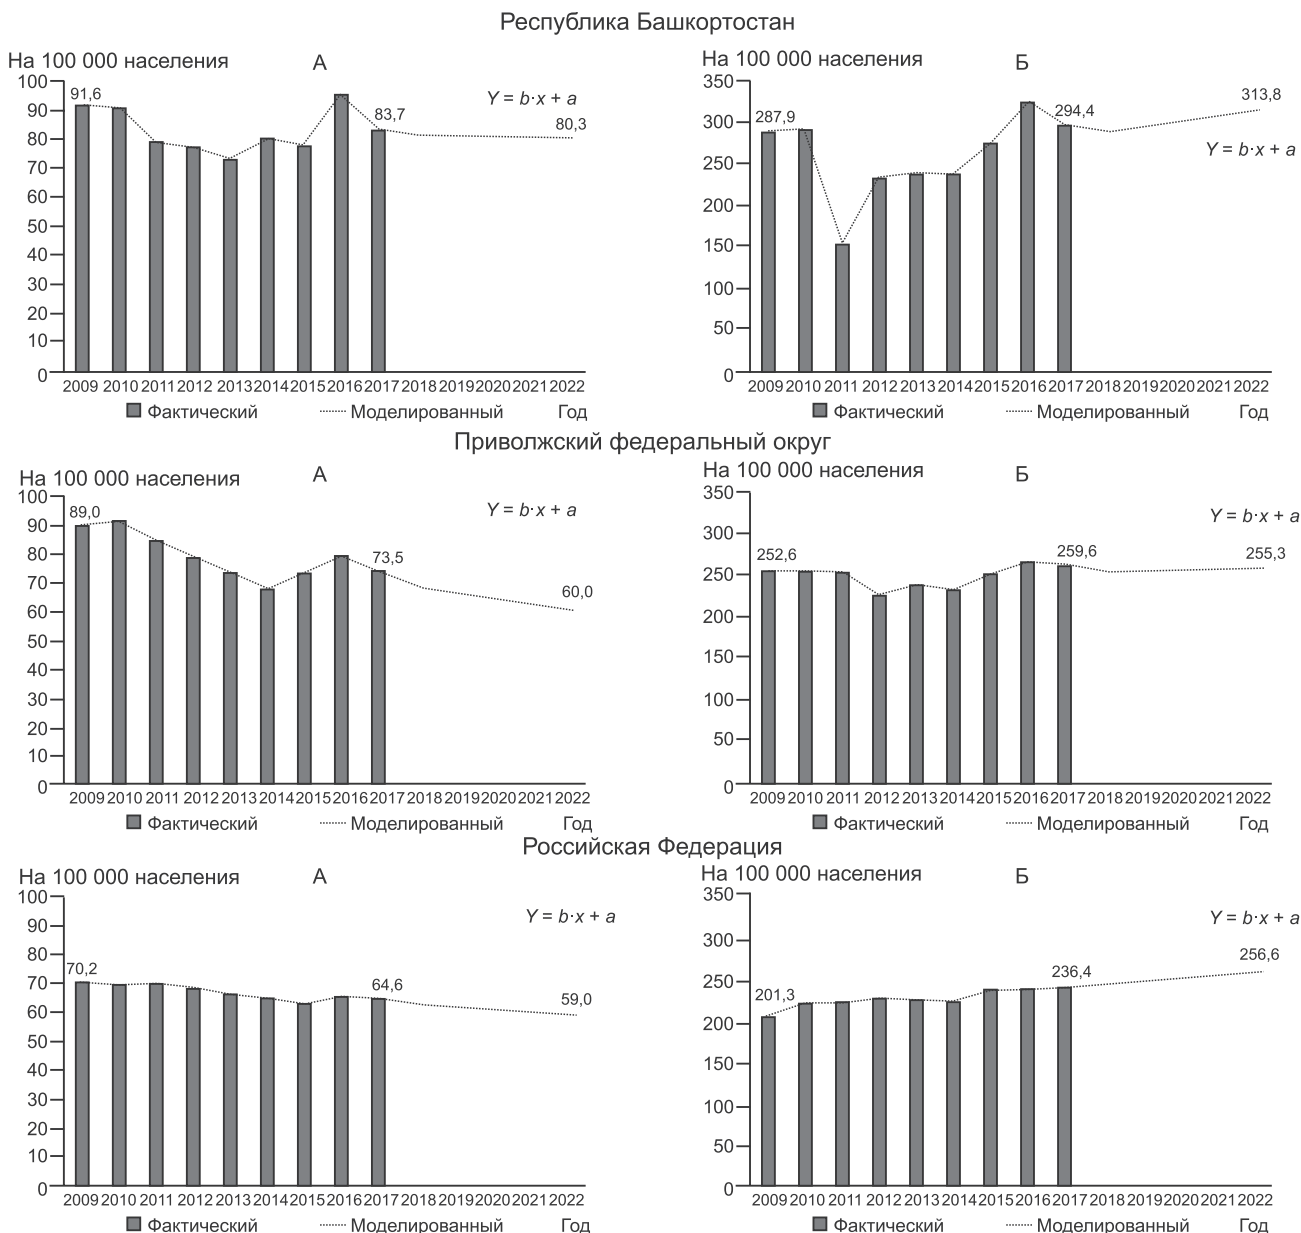 Республика Башкортостан
На 100 000 населения
А
100
90
80
70
60
50
40
30
20
10
0
91,6
83,7
80,3
Y = b·x + a
2009 2010 2011 2012 2013 2014 2015 2016 2017 2018 2019 2020 2021 2022
Фактический Моделированный Год
На 100 000 населения
Б
350
300
250
200
150
100
50
0
287,9
294,4
313,8
Y = b·x + a
2009 2010 2011 2012 2013 2014 2015 2016 2017 2018 2019 2020 2021 2022
Фактический Моделированный Год
Приволжский федеральный округ
На 100 000 населения
А
100
90
80
70
60
50
40
30
20
10
0
89,0
73,5
60,0
Y = b·x + a
2009 2010 2011 2012 2013 2014 2015 2016 2017 2018 2019 2020 2021 2022
Фактический Моделированный Год
На 100 000 населения
Б
350
300
250
200
150
100
50
0
252,6
259,6
255,3
Y = b·x + a
2009 2010 2011 2012 2013 2014 2015 2016 2017 2018 2019 2020 2021 2022
Фактический Моделированный Год
Российская Федерация
На 100 000 населения
А
100
90
80
70
60
50
40
30
20
10
0
70,2
64,6
59,0
Y = b·x + a
2009 2010 2011 2012 2013 2014 2015 2016 2017 2018 2019 2020 2021 2022
Фактический Моделированный Год
На 100 000 населения
Б
350
300
250
200
150
100
50
0
201,3
236,4
256,6
Y = b·x + a
2009 2010 2011 2012 2013 2014 2015 2016 2017 2018 2019 2020 2021 2022
Фактический Моделированный Год